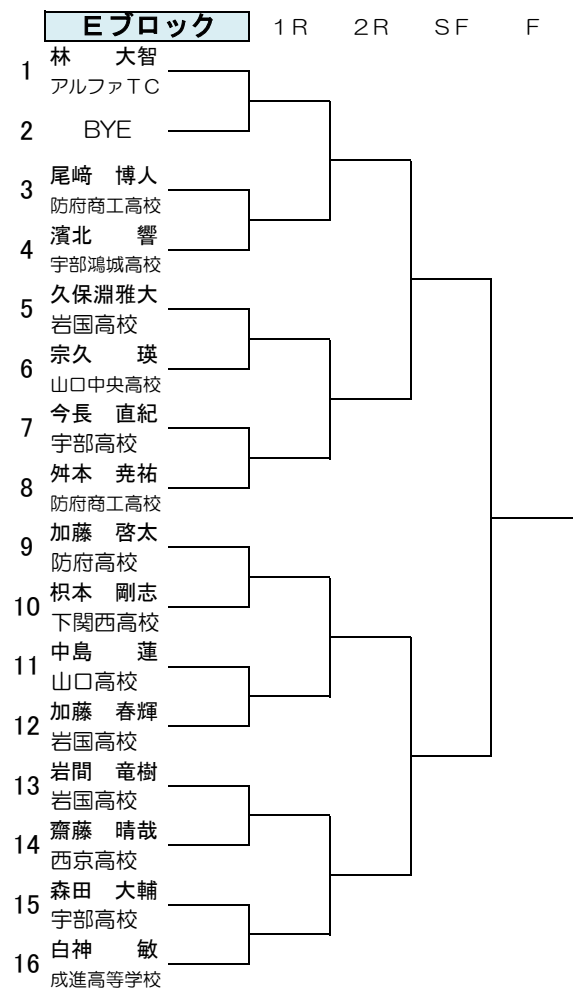 Eブロック 1R 2R SF F
林　大智
1
アルファTC
2 BYE
尾﨑　博人
3
防府商工高校
濱北　響
4
宇部鴻城高校
久保淵雅大
5
岩国高校
宗久　瑛
6
山口中央高校
今長　直紀
7
宇部高校
舛本　尭祐
8
防府商工高校
加藤　啓太
9
防府高校
枳本　剛志
10
下関西高校
中島　蓮
11
山口高校
加藤　春輝
12
岩国高校
岩間　竜樹
13
岩国高校
齋藤　晴哉
14
西京高校
森田　大輔
15
宇部高校
白神　敏
16
成進高等学校